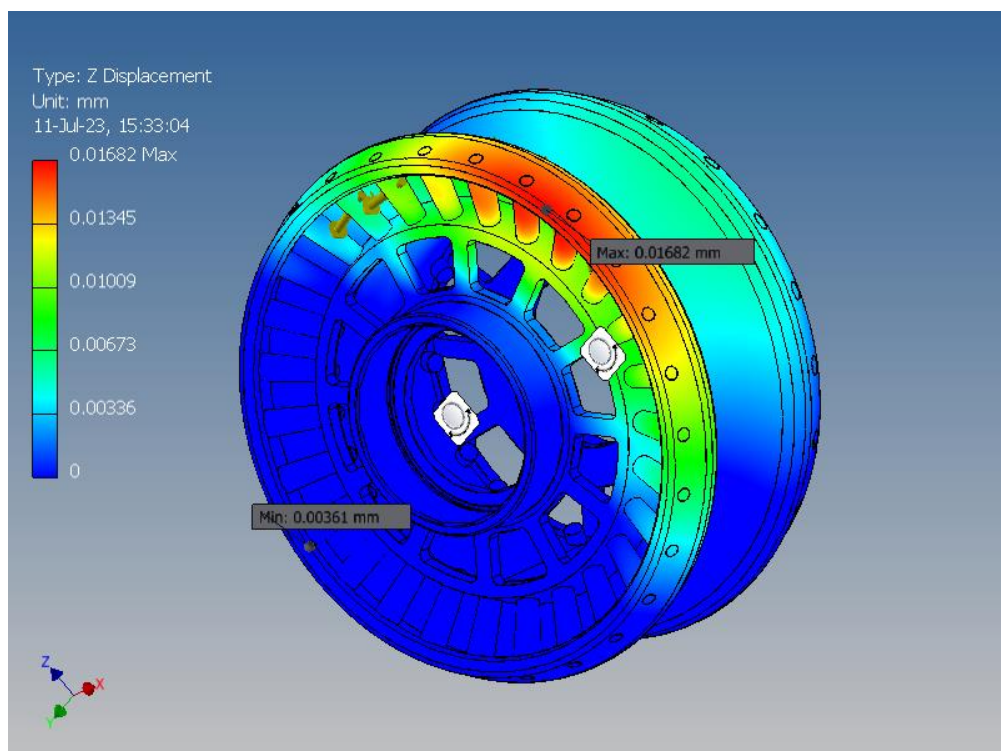 Type: Z Displacement
Unit: mm
11-Jul-23, 15:33:04
0.01682 Max
0.01345
0.01009
0.00673
0.00336
0
Max: 0.01682 mm
Min: 0.00361 mm
Z
X
Y